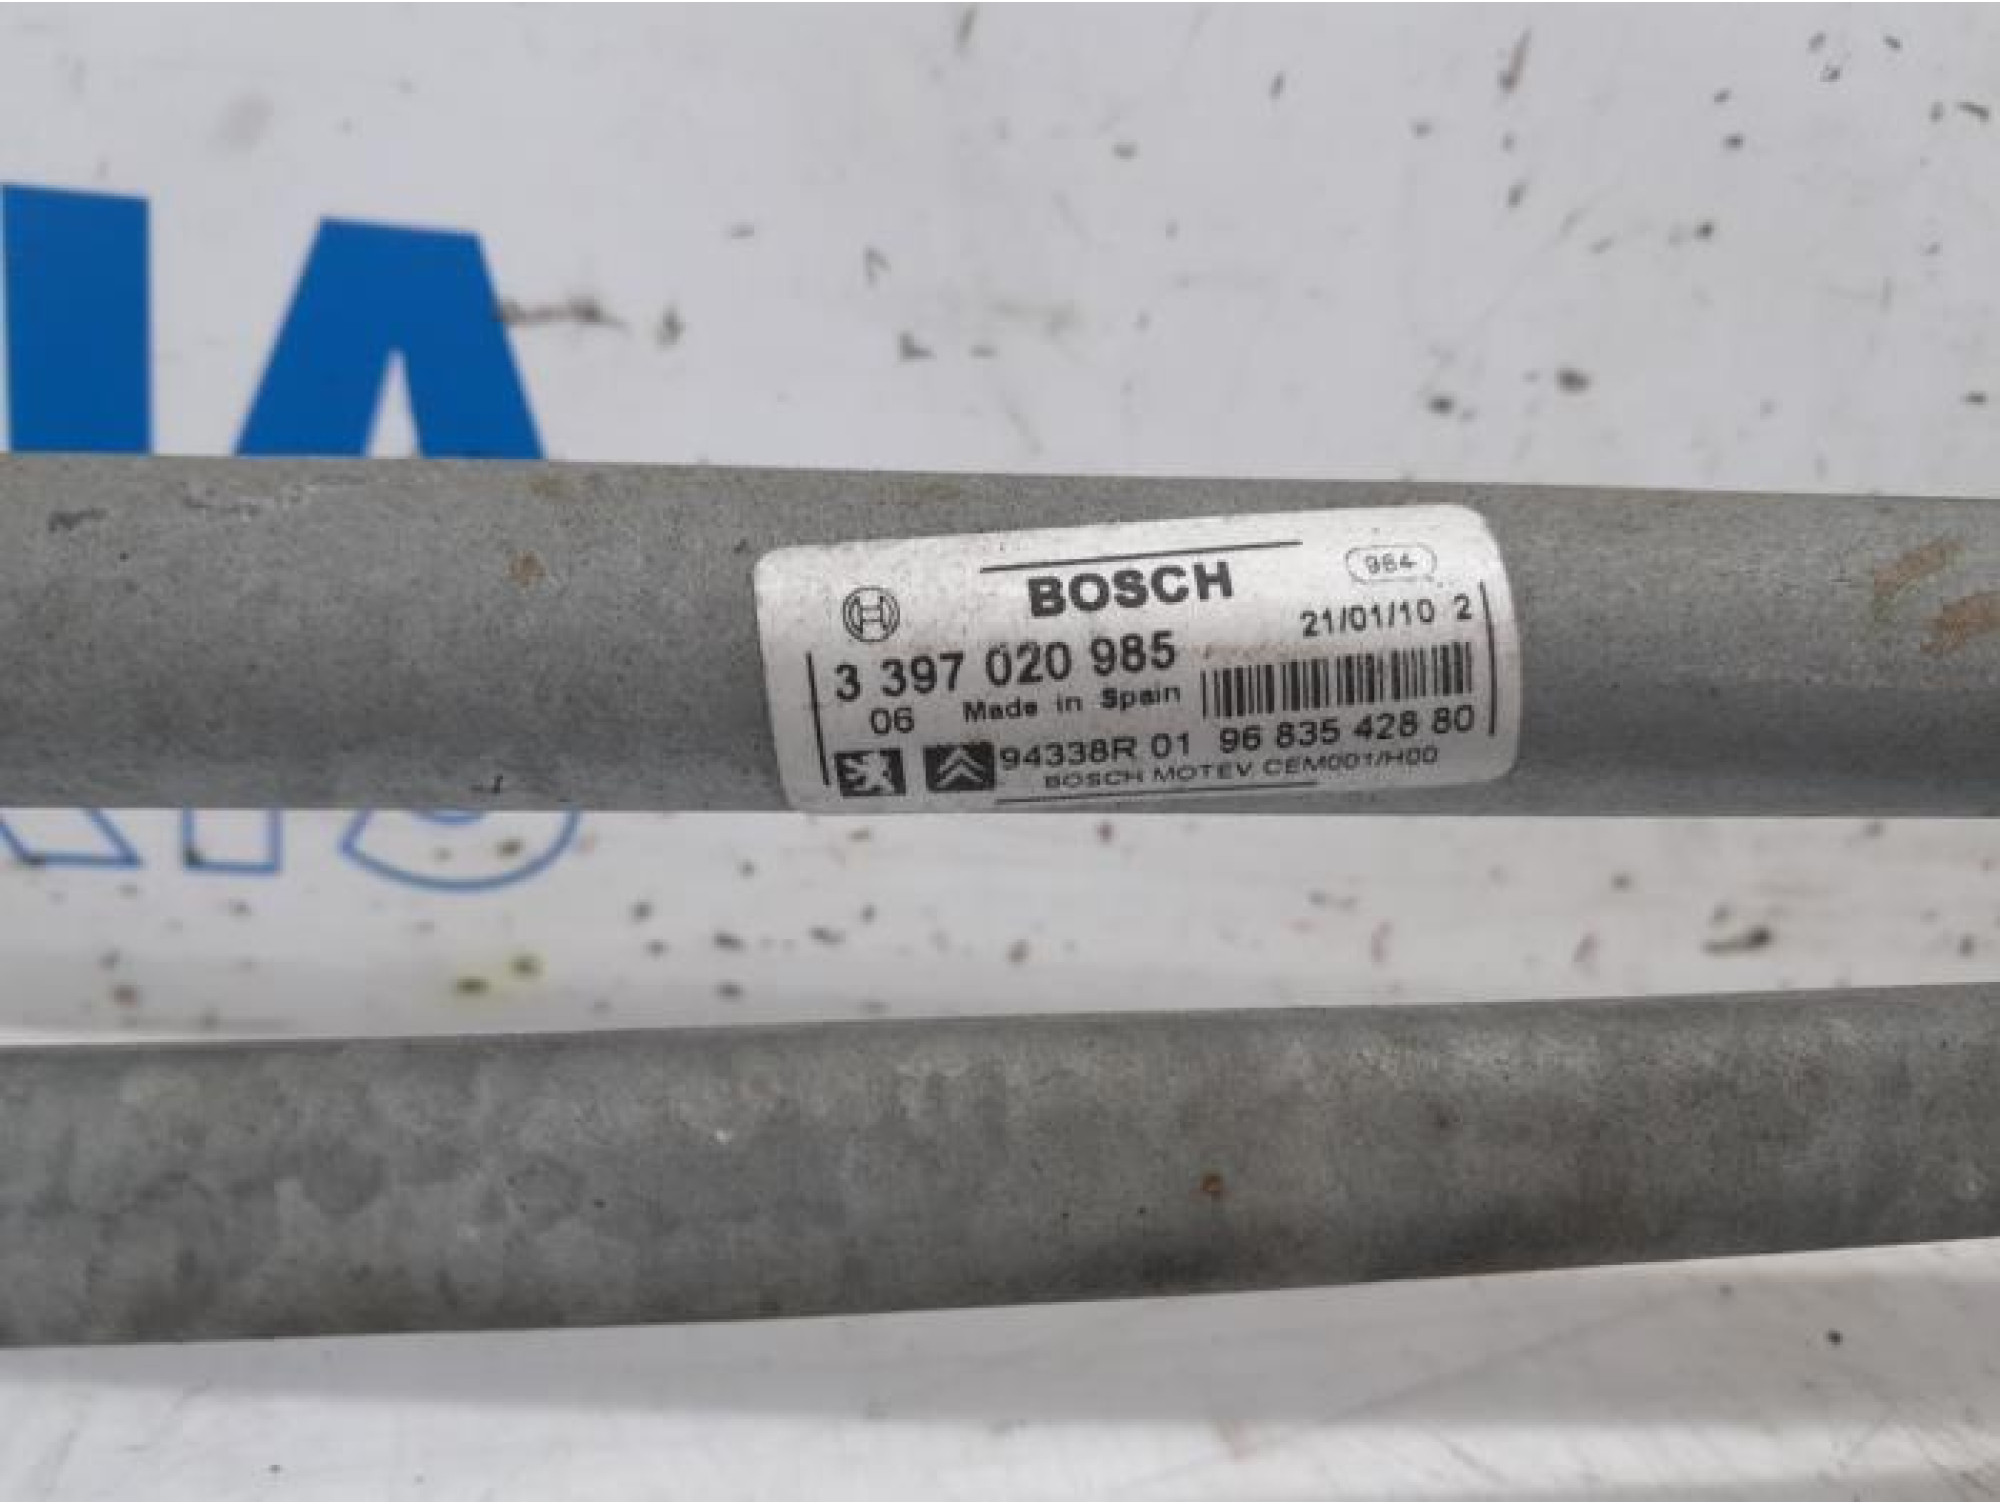 BOSCH
984
21/01/10 2
3 397 020 985
06 Made in Spain
94338R 01 96 835 428 80
BOSCH MOTEV CEM001/H00